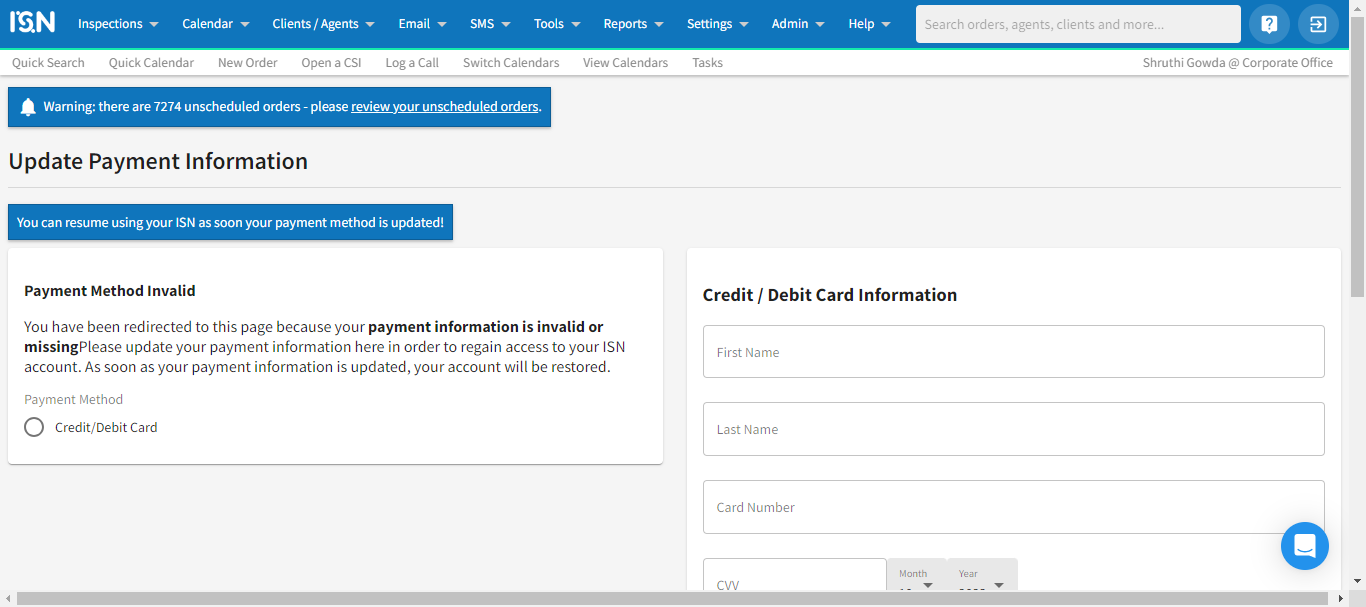 ISN Inspections Calendar Clients / Agents Email SMS Tools Reports Settings Admin Help Search orders, agents, clients and more...
Quick Search Quick Calendar New Order Open a CSI Log a Call Switch Calendars View Calendars Tasks Shruthi Gowda @ Corporate Office
Warning: there are 7274 unscheduled orders - please review your unscheduled orders.
Update Payment Information
You can resume using your ISN as soon your payment method is updated!
Payment Method Invalid
You have been redirected to this page because your payment information is invalid or
missingPlease update your payment information here in order to regain access to your ISN
account. As soon as your payment information is updated, your account will be restored.
Payment Method
Credit/Debit Card
Credit / Debit Card Information
First Name
Last Name
Card Number
CVV Month Year